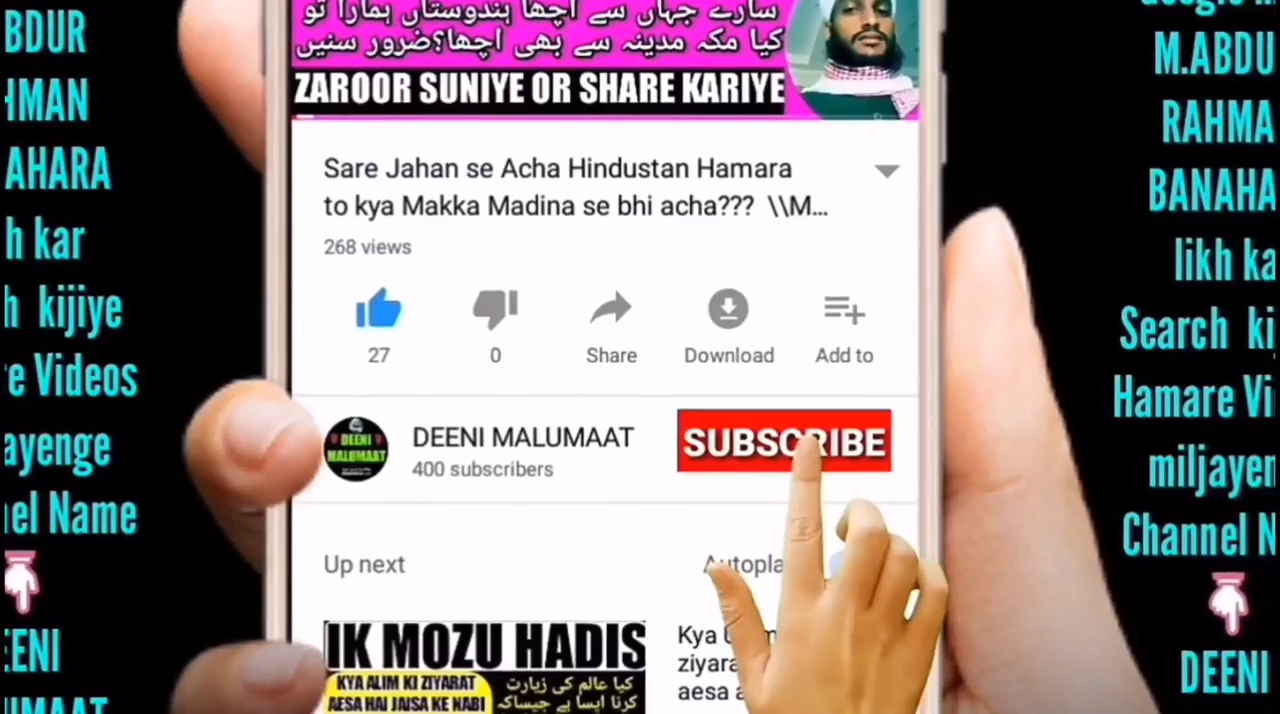 BDUR
HMAN
AHARA
h kar
h kijiye
e Videos
ayenge
el Name
EENI
سارے جہاں سے اچھا ہندوستاں ہمارا تو
کیا مکہ مدینہ سے بھی اچھا؟ضرور سنیں
ZAROOR SUNIYE OR SHARE KARIYE
Sare Jahan se Acha Hindustan Hamara
to kya Makka Madina se bhi acha??? \\M...
268 views
27
0
Share
Download
Add to
DEENI MALUMAAT
DEENI MALUMAAT
400 subscribers
SUBSCRIBE
Up next
Autopla
IK MOZU HADIS
KYA ALIM KI ZIYARAT
AESA HAI JAISA KE NABI
کیا عالم کی زیارت
کرنا ایسا ہے جیساکہ
Kya
ziyara
aesa a
M.ABDU
RAHMA
BANAHA
likh ka
Search ki
Hamare Vi
miljayen
Channel N
DEENI